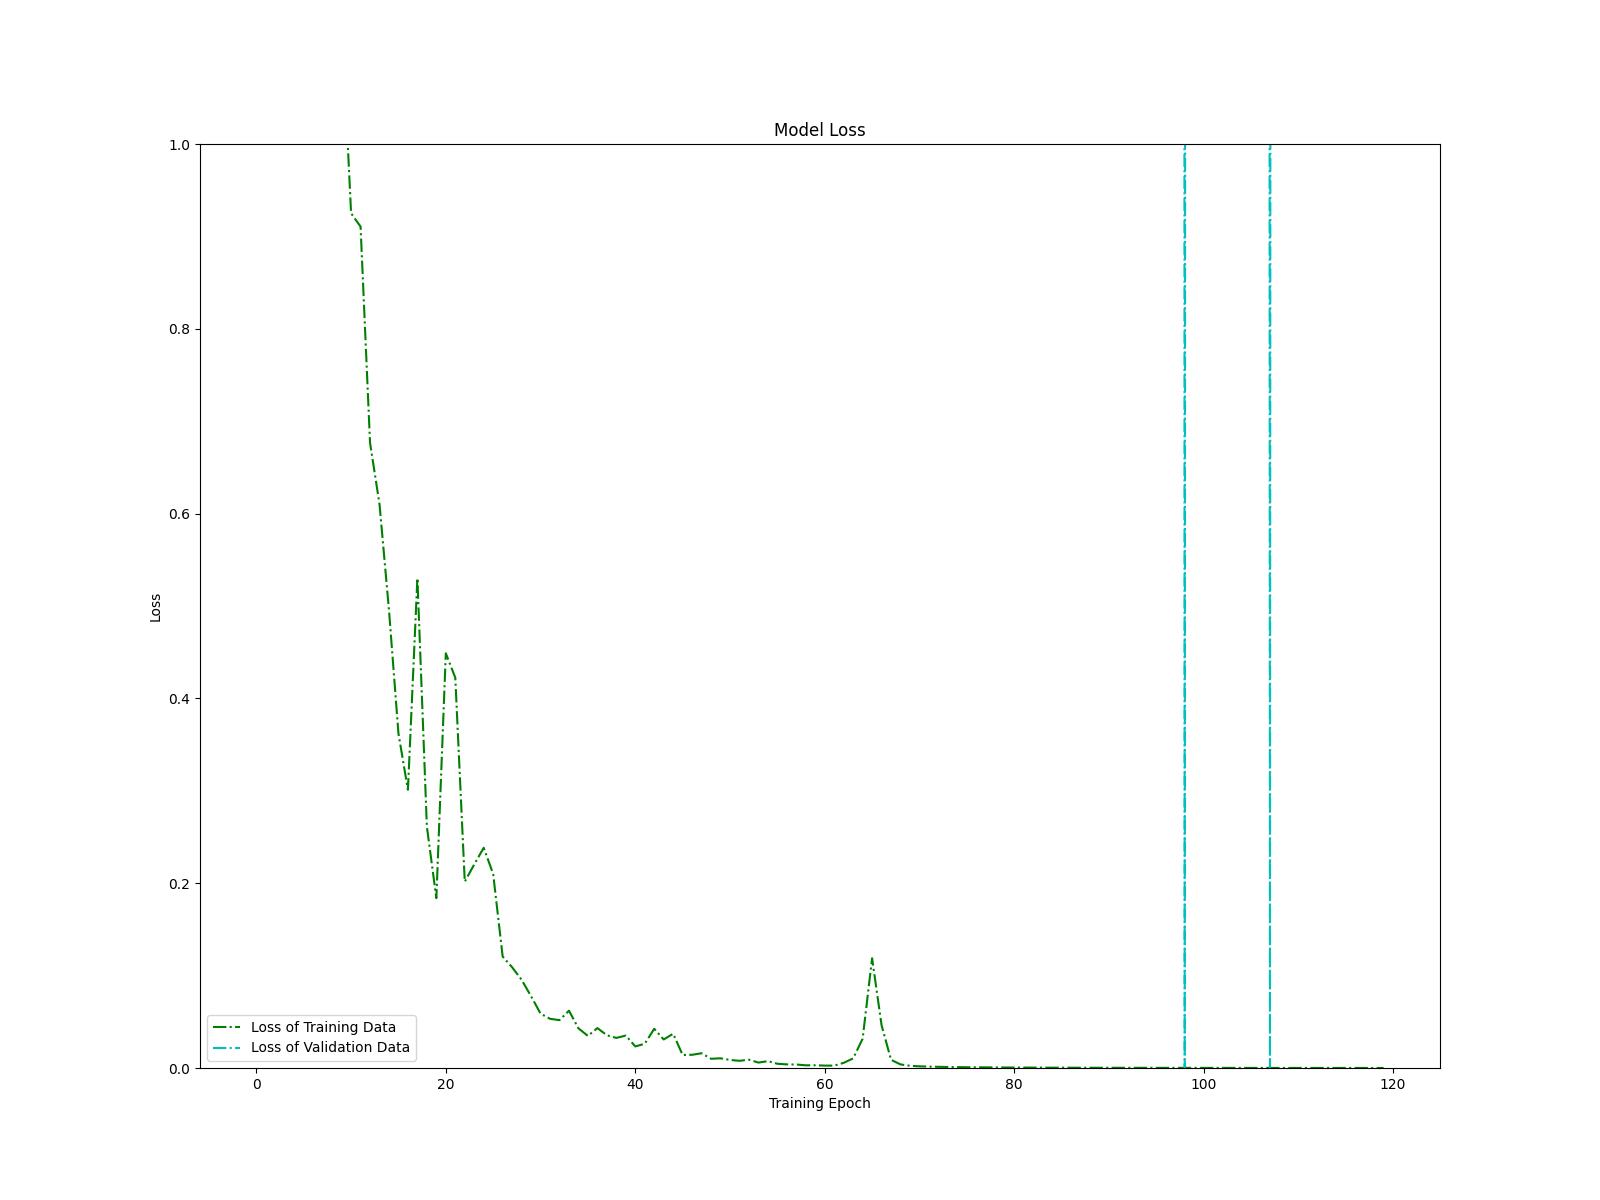 Model Loss
1.0
0.8
0.6
0.4
0.2
0.0
Loss
Loss of Training Data
Loss of Validation Data
0 20 40 60 80 100 120
Training Epoch